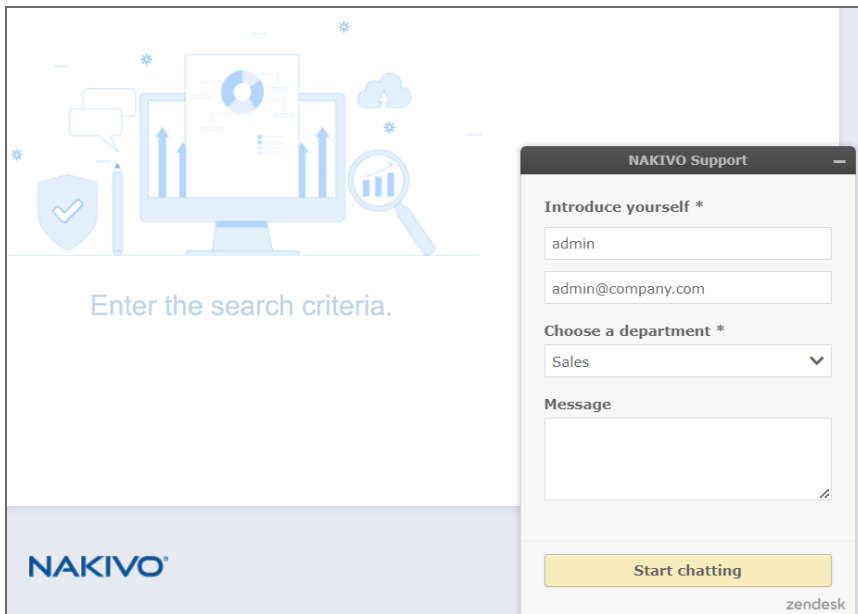 Enter the search criteria.
NAKIVO®
NAKIVO Support
Introduce yourself *
admin
admin@company.com
Choose a department *
Sales
Message
Start chatting
zendesk